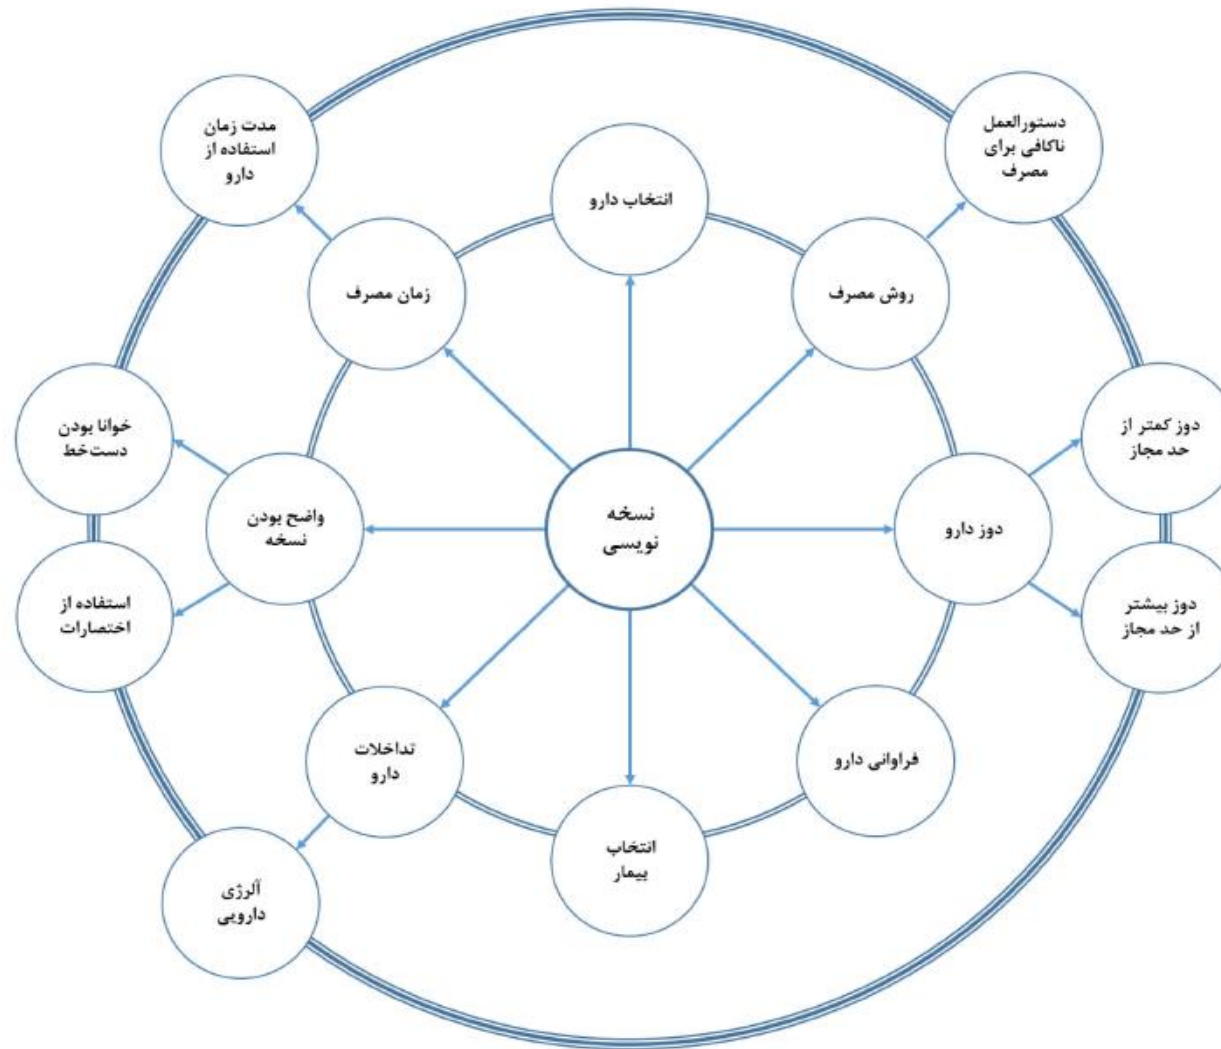 مدت زمان
استفاده از
دارو
دستورالعمل
ناکافی برای
مصرف
انتخاب دارو
زمان مصرف
روش مصرف
خوانا بودن
دست‌خط
دوز کمتر از
حد مجاز
واضح بودن
نسخه
نسخه
نویسی
دوز دارو
استفاده از
اختصارات
دوز بیشتر
از حد مجاز
تداخلات
دارو
فراوانی دارو
انتخاب
بیمار
آلرژی
دارویی